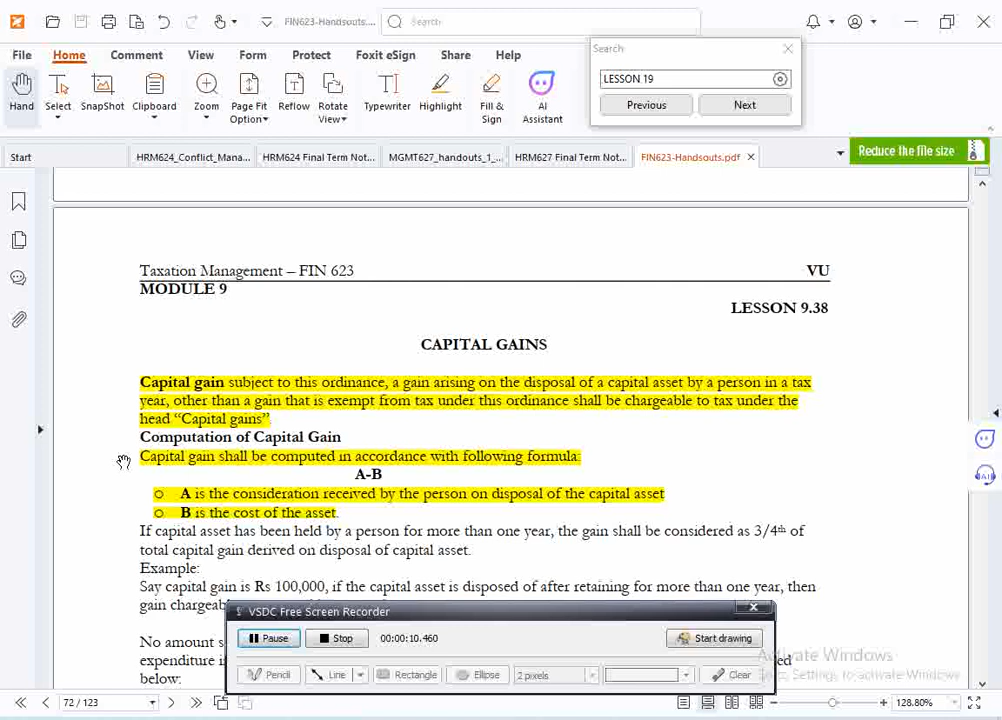 FIN623-Handsouts....
Search
File Home Comment View Form Protect Foxit eSign Share Help
Search:
LESSON 19
Previous Next
Hand Select SnapShot Clipboard Zoom Page Fit Option Reflow Rotate View Typewriter Highlight Fill & Sign AI Assistant
Start HRM624_Conflict_Mana... HRM624 Final Term Not... MGMT627_handouts_1_... HRM627 Final Term Not... FIN623-Handsouts.pdf
Reduce the file size
Taxation Management – FIN 623 VU
MODULE 9
LESSON 9.38
CAPITAL GAINS
Capital gain subject to this ordinance, a gain arising on the disposal of a capital asset by a person in a tax
year, other than a gain that is exempt from tax under this ordinance shall be chargeable to tax under the
head “Capital gains”.
Computation of Capital Gain
Capital gain shall be computed in accordance with following formula:
A-B
A is the consideration received by the person on disposal of the capital asset
B is the cost of the asset.
If capital asset has been held by a person for more than one year, the gain shall be considered as 3/4th of
total capital gain derived on disposal of capital asset.
Example:
Say capital gain is Rs 100,000, if the capital asset is disposed of after retaining for more than one year, then
gain chargeab
VSDC Free Screen Recorder
Pause Stop 00:00:10.460 Start drawing
No amount s
expenditure i
below:
Pencil Line Rectangle Ellipse 2 pixels Clear
Activate Windows
Settings to activate Windows
72 / 123
128.80%